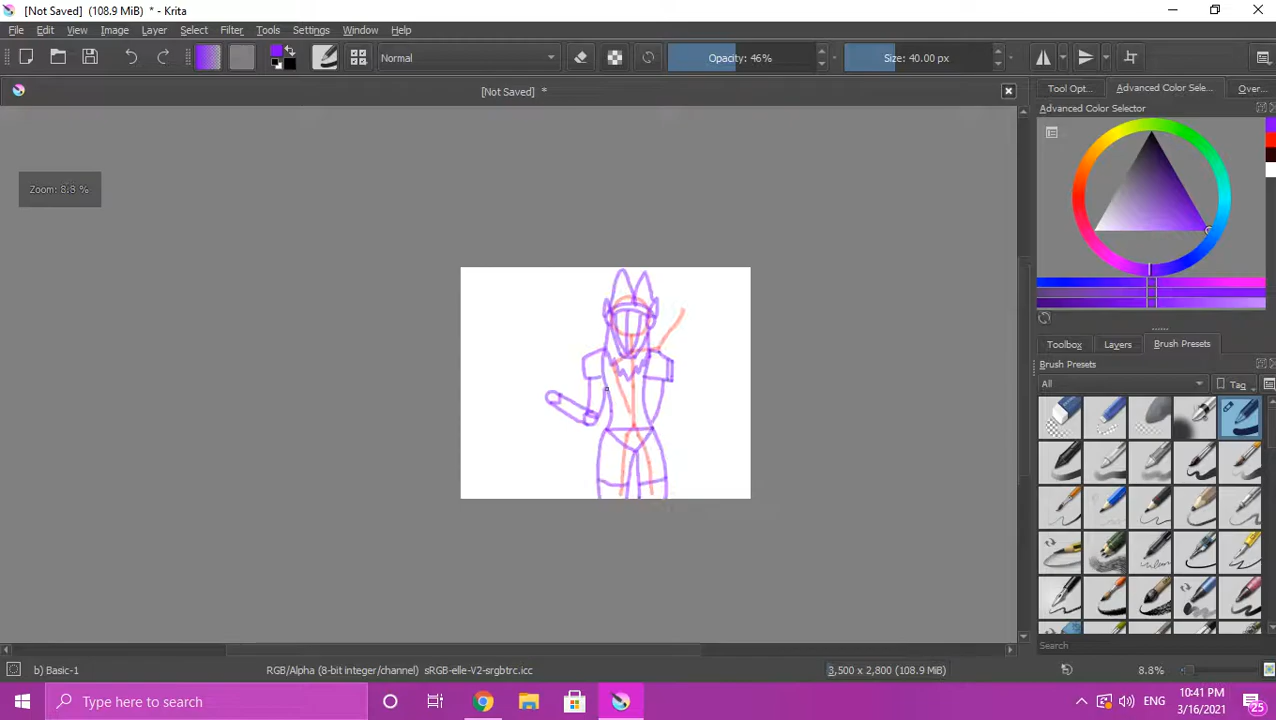 [Not Saved] (108.9 MiB) * - Krita
File Edit View Image Layer Select Filter Tools Settings Window Help
Normal Opacity: 46% Size: 40.00 px
[Not Saved] *
Tool Opt... Advanced Color Sele... Over...
Advanced Color Selector
Zoom: 8.8 %
Toolbox Layers Brush Presets
Brush Presets
All Tag
Search
b) Basic-1 RGB/Alpha (8-bit integer/channel) sRGB-elle-V2-srgbtrc.icc 3,500 x 2,800 (108.9 MiB) 8.8%
Type here to search ENG 10:41 PM
3/16/2021 25